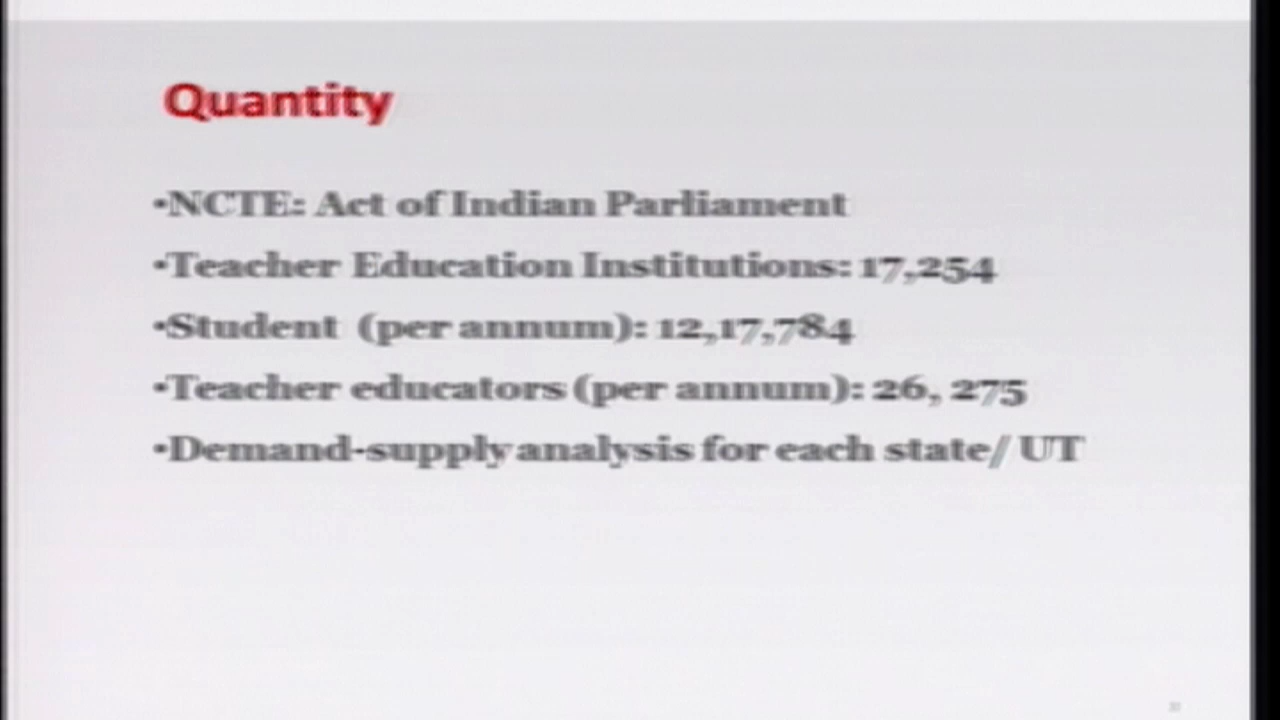 Quantity
•NCTE: Act of Indian Parliament
•Teacher Education Institutions: 17,254
•Student (per annum): 12,17,784
•Teacher educators (per annum): 26, 275
•Demand-supply analysis for each state/ UT